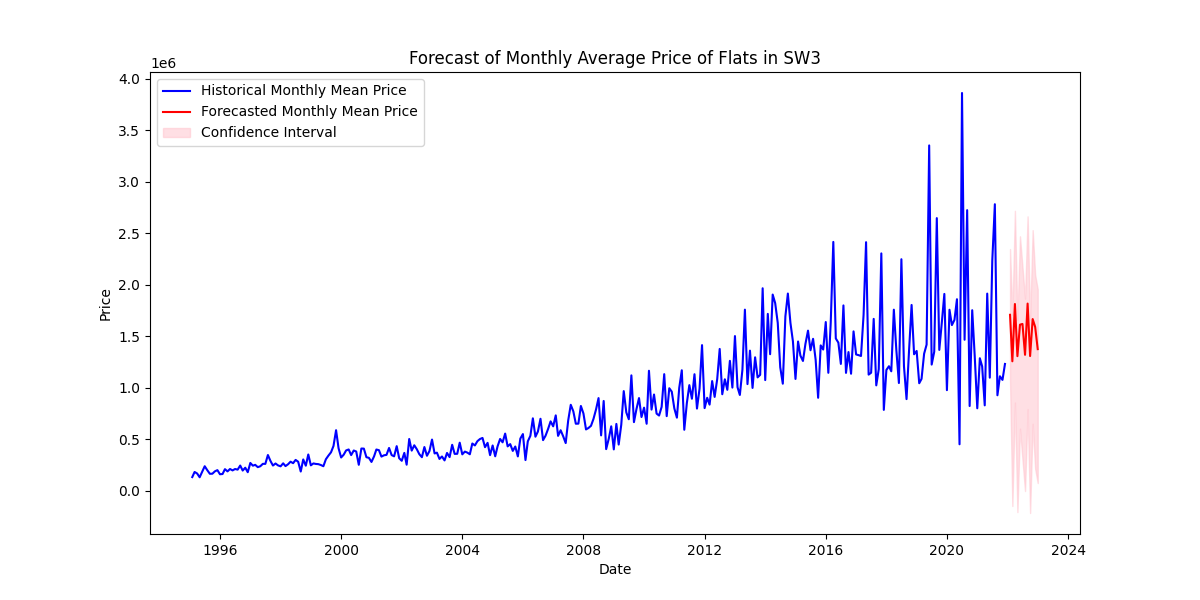 Forecast of Monthly Average Price of Flats in SW3
1e6
4.0
3.5
3.0
2.5
2.0
1.5
1.0
0.5
0.0
Price
Historical Monthly Mean Price
Forecasted Monthly Mean Price
Confidence Interval
1996 2000 2004 2008 2012 2016 2020 2024
Date